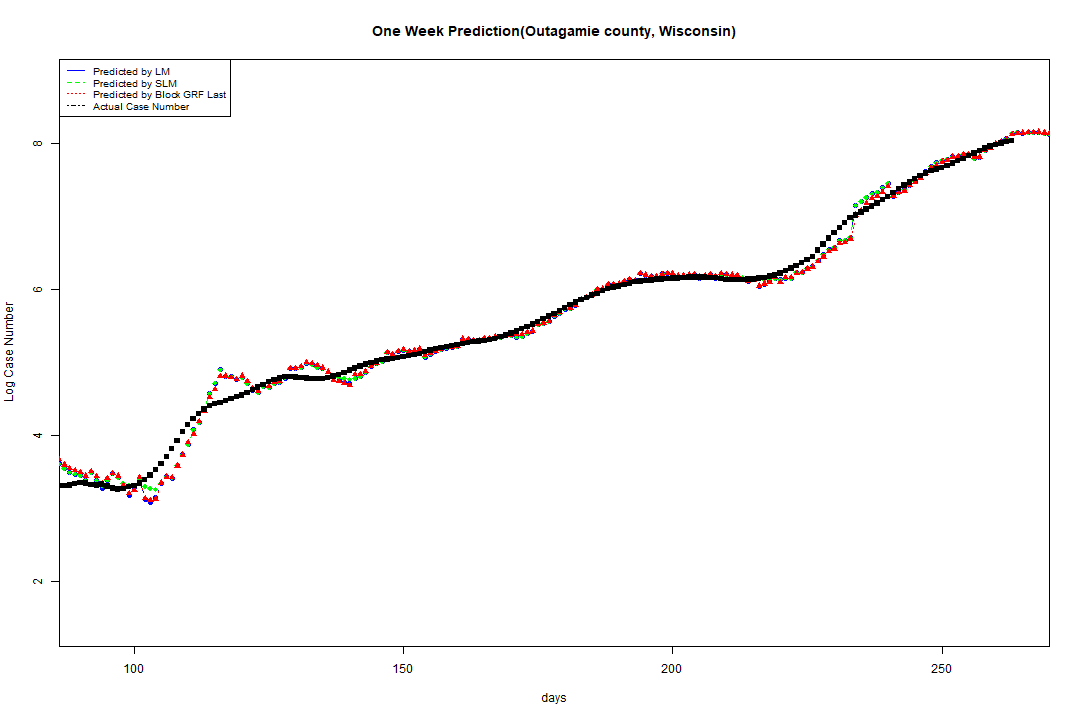 One Week Prediction(Outagamie county, Wisconsin)
Predicted by LM
Predicted by SLM
Predicted by Block GRF Last
Actual Case Number
8
6
4
2
Log Case Number
100 150 200 250
days